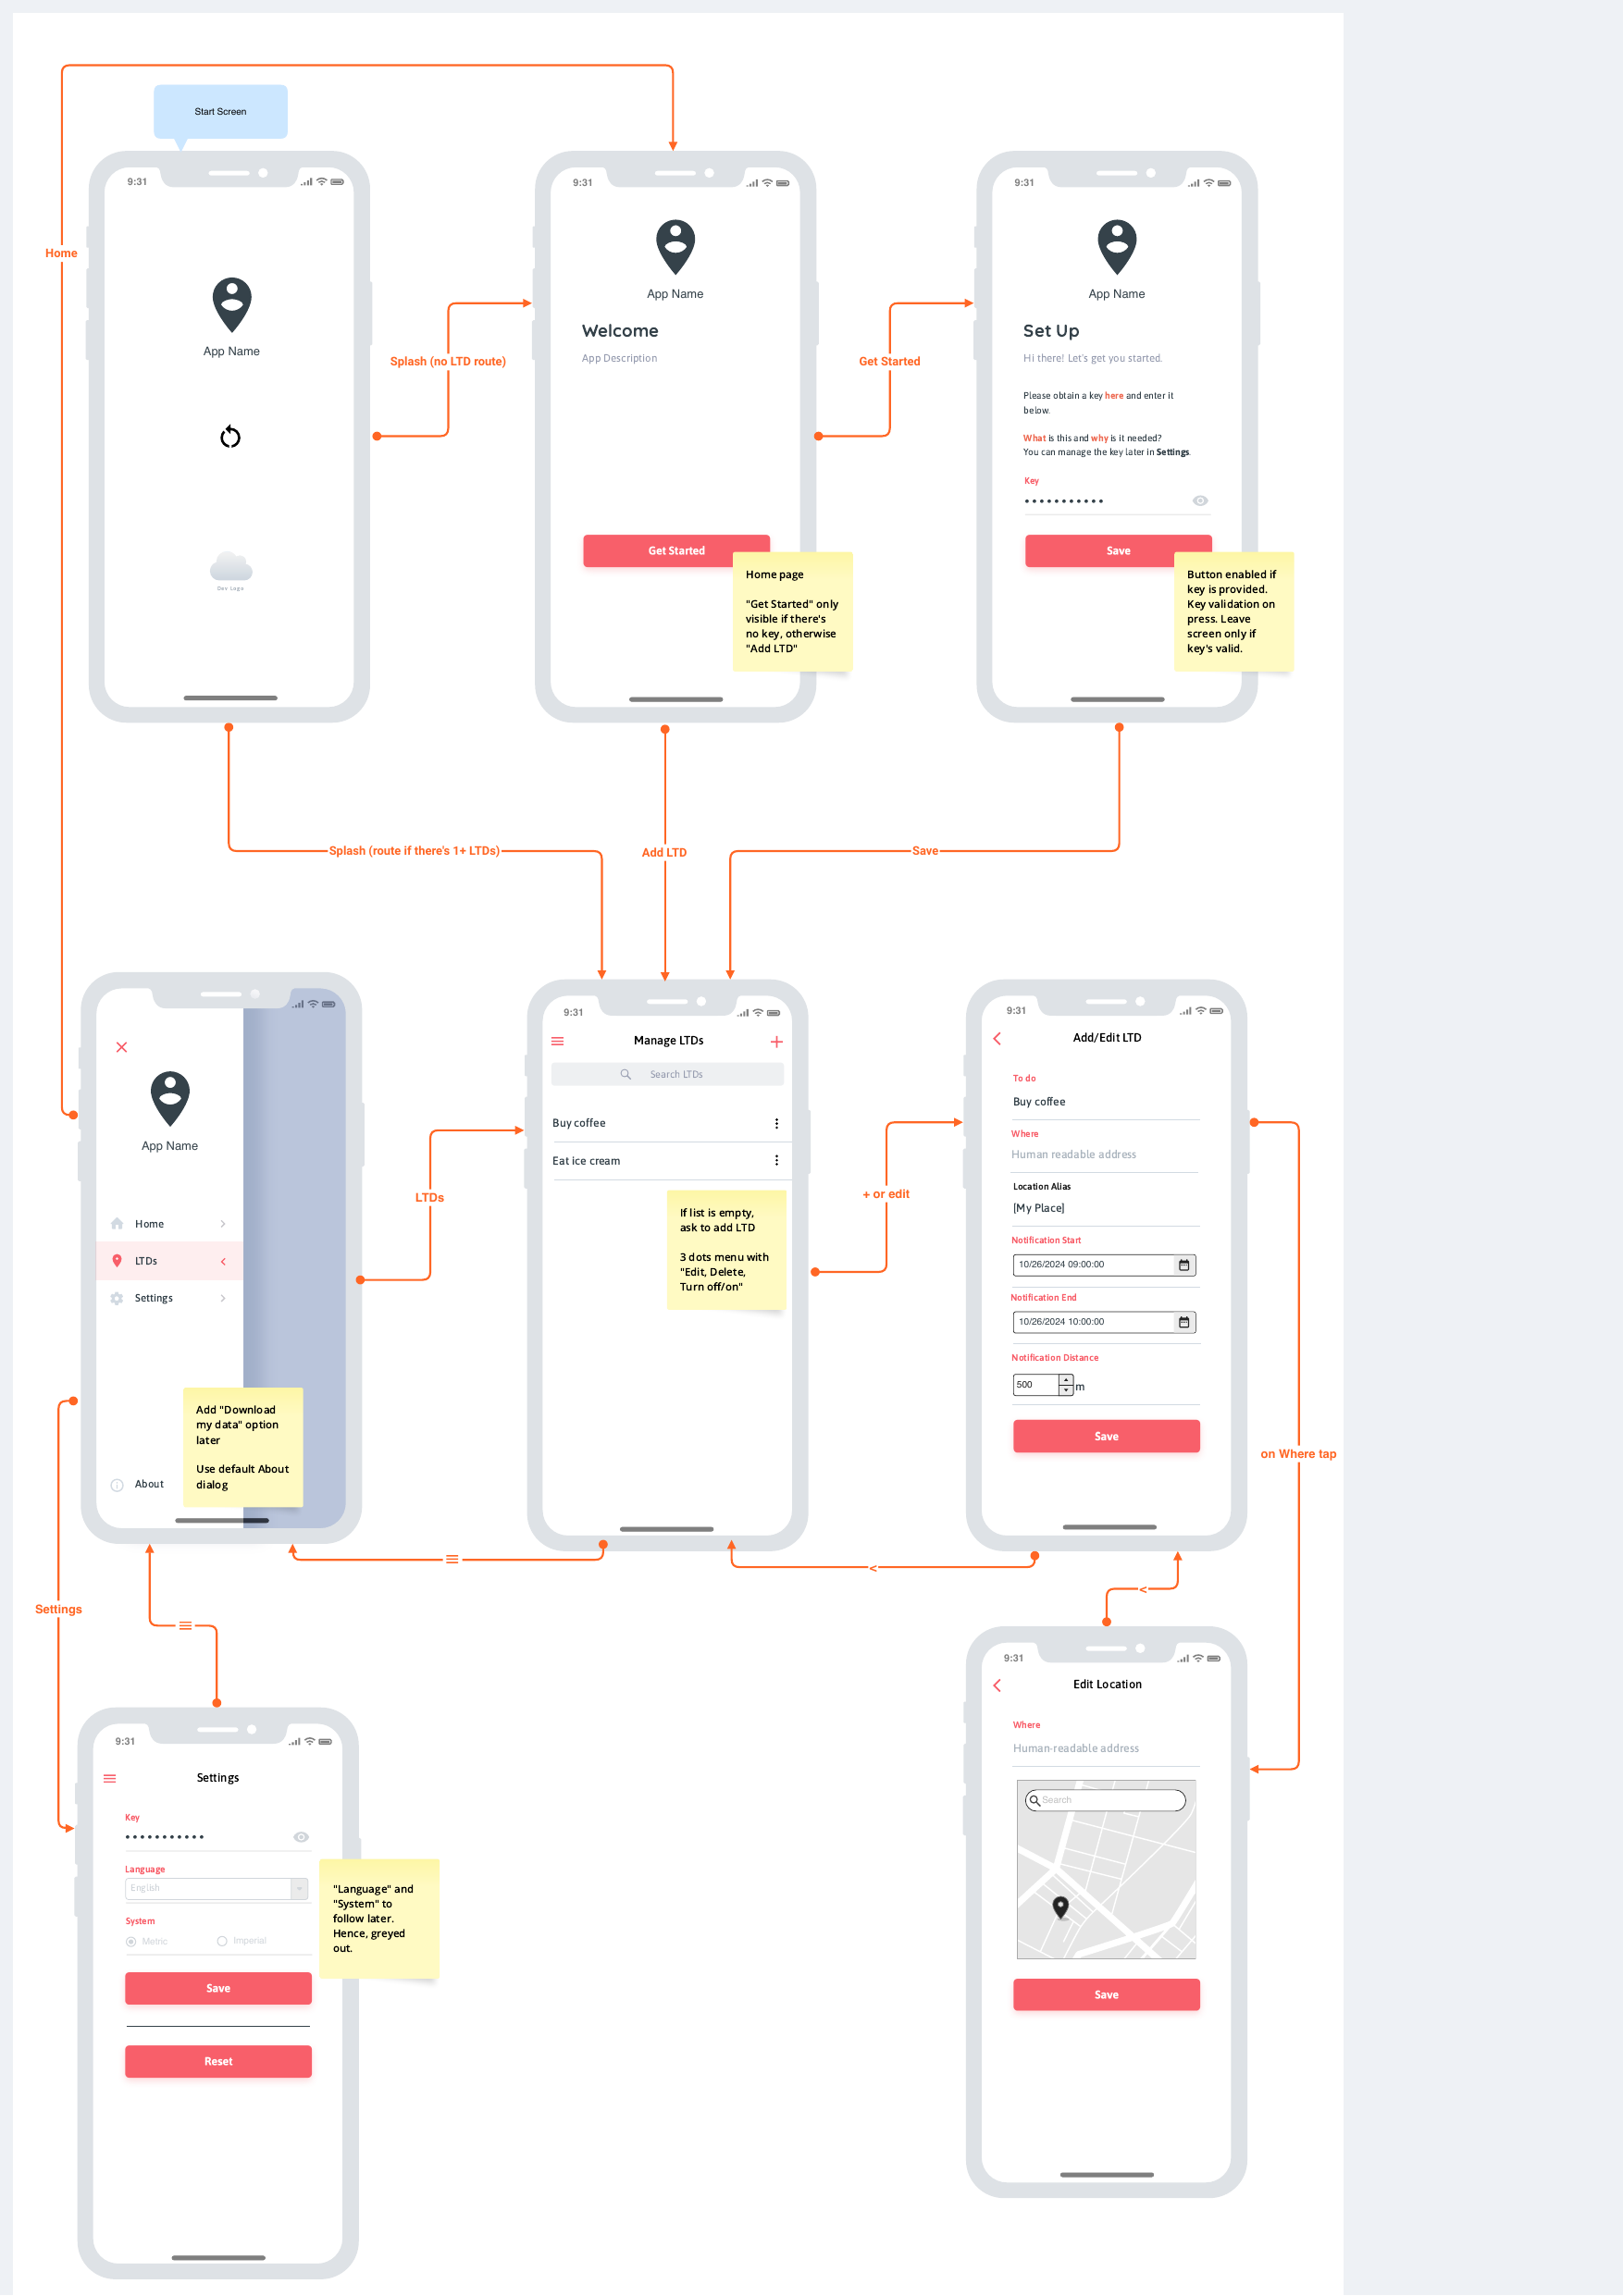 Start Screen
Home
9:31
App Name
Dev Logo
Splash (no LTD route)
9:31
App Name
Welcome
App Description
Get Started
Home page
"Get Started" only
visible if there's
no key, otherwise
"Add LTD"
Get Started
9:31
App Name
Set Up
Hi there! Let's get you started.
Please obtain a key here and enter it
below.
What is this and why is it needed?
You can manage the key later in Settings.
Key
•••••••••••
Save
Button enabled if
key is provided.
Key validation on
press. Leave
screen only if
key's valid.
Splash (route if there's 1+ LTDs)
Add LTD
Save
App Name
Home
LTDs
Settings
About
Add "Download
my data" option
later
Use default About
dialog
LTDs
9:31
Manage LTDs
Search LTDs
Buy coffee
Eat ice cream
If list is empty,
ask to add LTD
3 dots menu with
"Edit, Delete,
Turn off/on"
+ or edit
9:31
Add/Edit LTD
To do
Buy coffee
Where
Human readable address
Location Alias
[My Place]
Notification Start
10/26/2024 09:00:00
Notification End
10/26/2024 10:00:00
Notification Distance
500 m
Save
on Where tap
<
<
Settings
9:31
Settings
Key
•••••••••••
Language
English
System
Metric Imperial
Save
Reset
"Language" and
"System" to
follow later.
Hence, greyed
out.
9:31
Edit Location
Where
Human-readable address
Search
Save